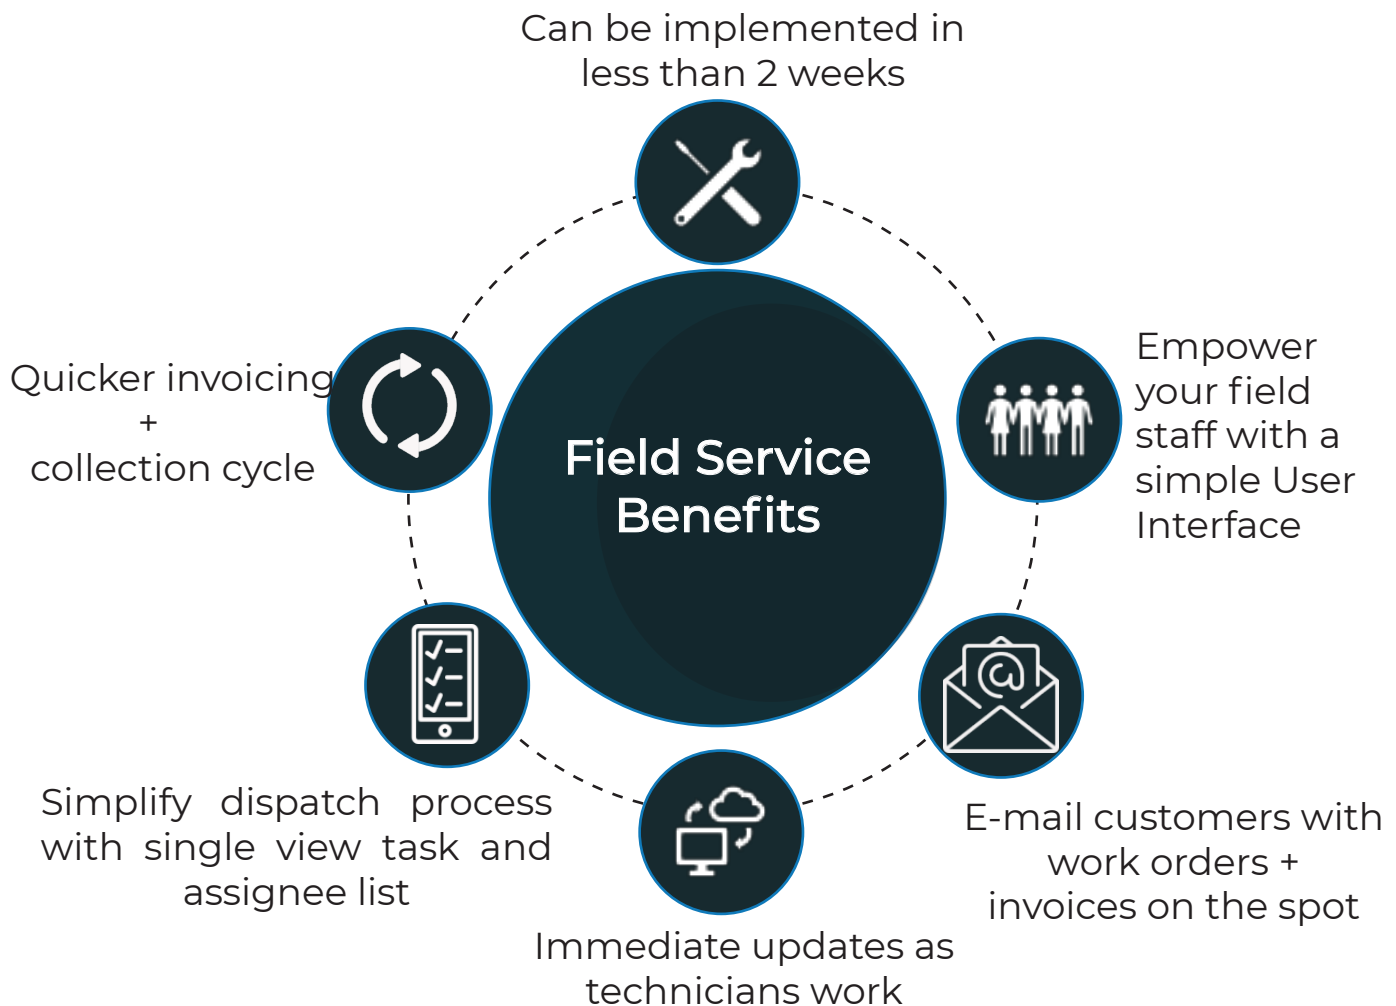 Can be implemented in
less than 2 weeks
Empower
your field
staff with a
simple User
Interface
E-mail customers with
work orders +
invoices on the spot
Immediate updates as
technicians work
Simplify dispatch process
with single view task and
assignee list
Quicker invoicing
+
collection cycle
Field Service
Benefits